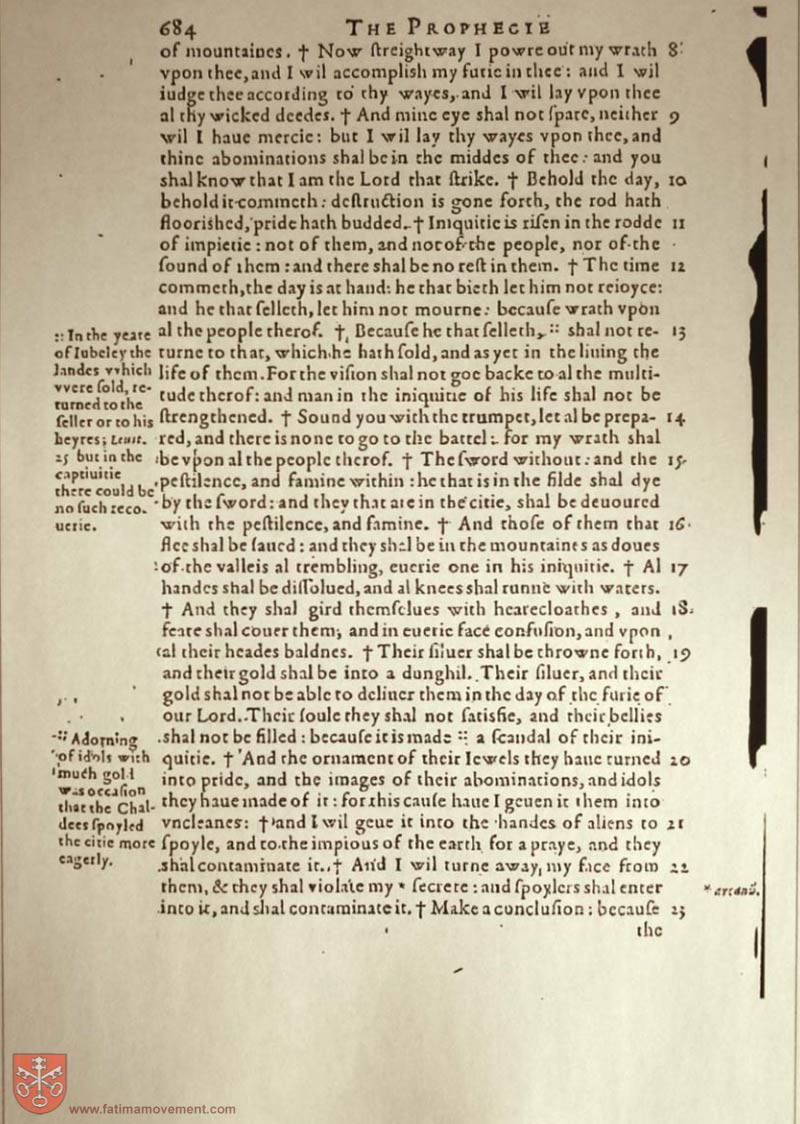 684 THE PROPHECIE
of mountaines. † Now ſtreightway I powre out my wrath 8
vpon thee, and I wil accompliſh my furie in thee: and I wil
iudge thee according to thy wayes, and I wil lay vpon thee
al thy wicked deedes. † And mine eye shal not ſpare, neither 9
wil I haue mercie: but I wil lay thy wayes vpon thee, and
thine abominations shal be in the middes of thee: and you
shal know that I am the Lord that ſtrike. † Behold the day, 10
behold it commeth: deſtruction is gone forth, the rod hath
floorished, pride hath budded. † Iniquitie is riſen in the rodde 11
of impietie: not of them, and not of the people, nor of the
ſound of them: and there shal be no reſt in them. † The time 12
commeth, the day is at hand: he that bieth let him not reioyce:
and he that ſelleth, let him not mourne: becauſe wrath vpon
al the people therof. † Becauſe he that ſelleth, :: shal not re- 13
turne to that, which he hath ſold, and as yet in the liuing the
life of them. For the viſion shal not goe backe to al the multi-
tude therof: and man in the iniquitie of his life shal not be
ſtrengthened. † Sound you with the trumpet, let al be prepa- 14
red, and there is none to go to the battel: for my wrath shal
be vpon al the people therof. † The ſword without: and the 15
peſtilence, and famine within: he that is in the filde shal dye
by the ſword: and they that are in the citie, shal be deuoured
with the peſtilence, and famine. † And thoſe of them that 16
flee shal be ſaued: and they shal be in the mountaines as doues
of the valleis al trembling, euerie one in his iniquitie. † Al 17
handes shal be diſſolued, and al knees shal runne with waters.
† And they shal gird themſelues with hearecloathes, and 18
feare shal couer them, and in euerie face confuſion, and vpon
al their heades baldnes. † Their ſiluer shal be throwne forth, 19
and their gold shal be into a dunghil. Their ſiluer, and their
gold shal not be able to deliuer them in the day of the furie of
our Lord. Their ſoule they shal not ſatisfie, and their bellies
shal not be filled: becauſe it is made :: a ſcandal of their ini-
quitie. † And the ornament of their Iewels they haue turned 20
into pride, and the images of their abominations, and idols
they haue made of it: for this cauſe haue I geuen it them into
vncleanes: † and I wil geue it into the handes of aliens to 21
ſpoyle, and to the impious of the earth for a praye, and they
shal contaminate it. † And I wil turne away my face from 22
them, & they shal violate my * ſecrete: and ſpoylers shal enter
into it, and shal contaminate it. † Make a concluſion: becauſe 23
the
:: In the yeare
of Iubeley the
landes vvhich
vvere ſold, re-
turned to the
ſeller or to his
heyres; Leuit.
25 but in the
captiuitie
there could be
no ſuch reco-
uerie.
:: Adorning
of idols with
much gold
was occaſion
that the Chal-
dees ſpoyled
the citie more
eagerly.
* arcanū.
www.fatimamovement.com